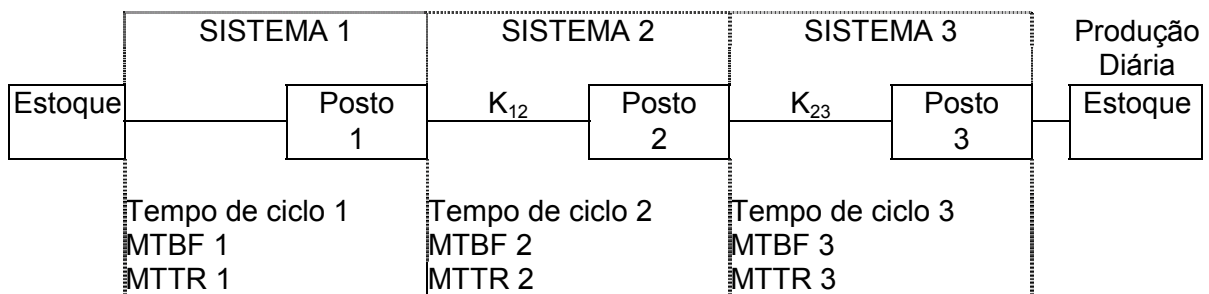 SISTEMA 1 SISTEMA 2 SISTEMA 3 Produção
Diária
Estoque Posto K₁₂ Posto K₂₃ Posto Estoque
1 2 3
Tempo de ciclo 1 Tempo de ciclo 2 Tempo de ciclo 3
MTBF 1 MTBF 2 MTBF 3
MTTR 1 MTTR 2 MTTR 3